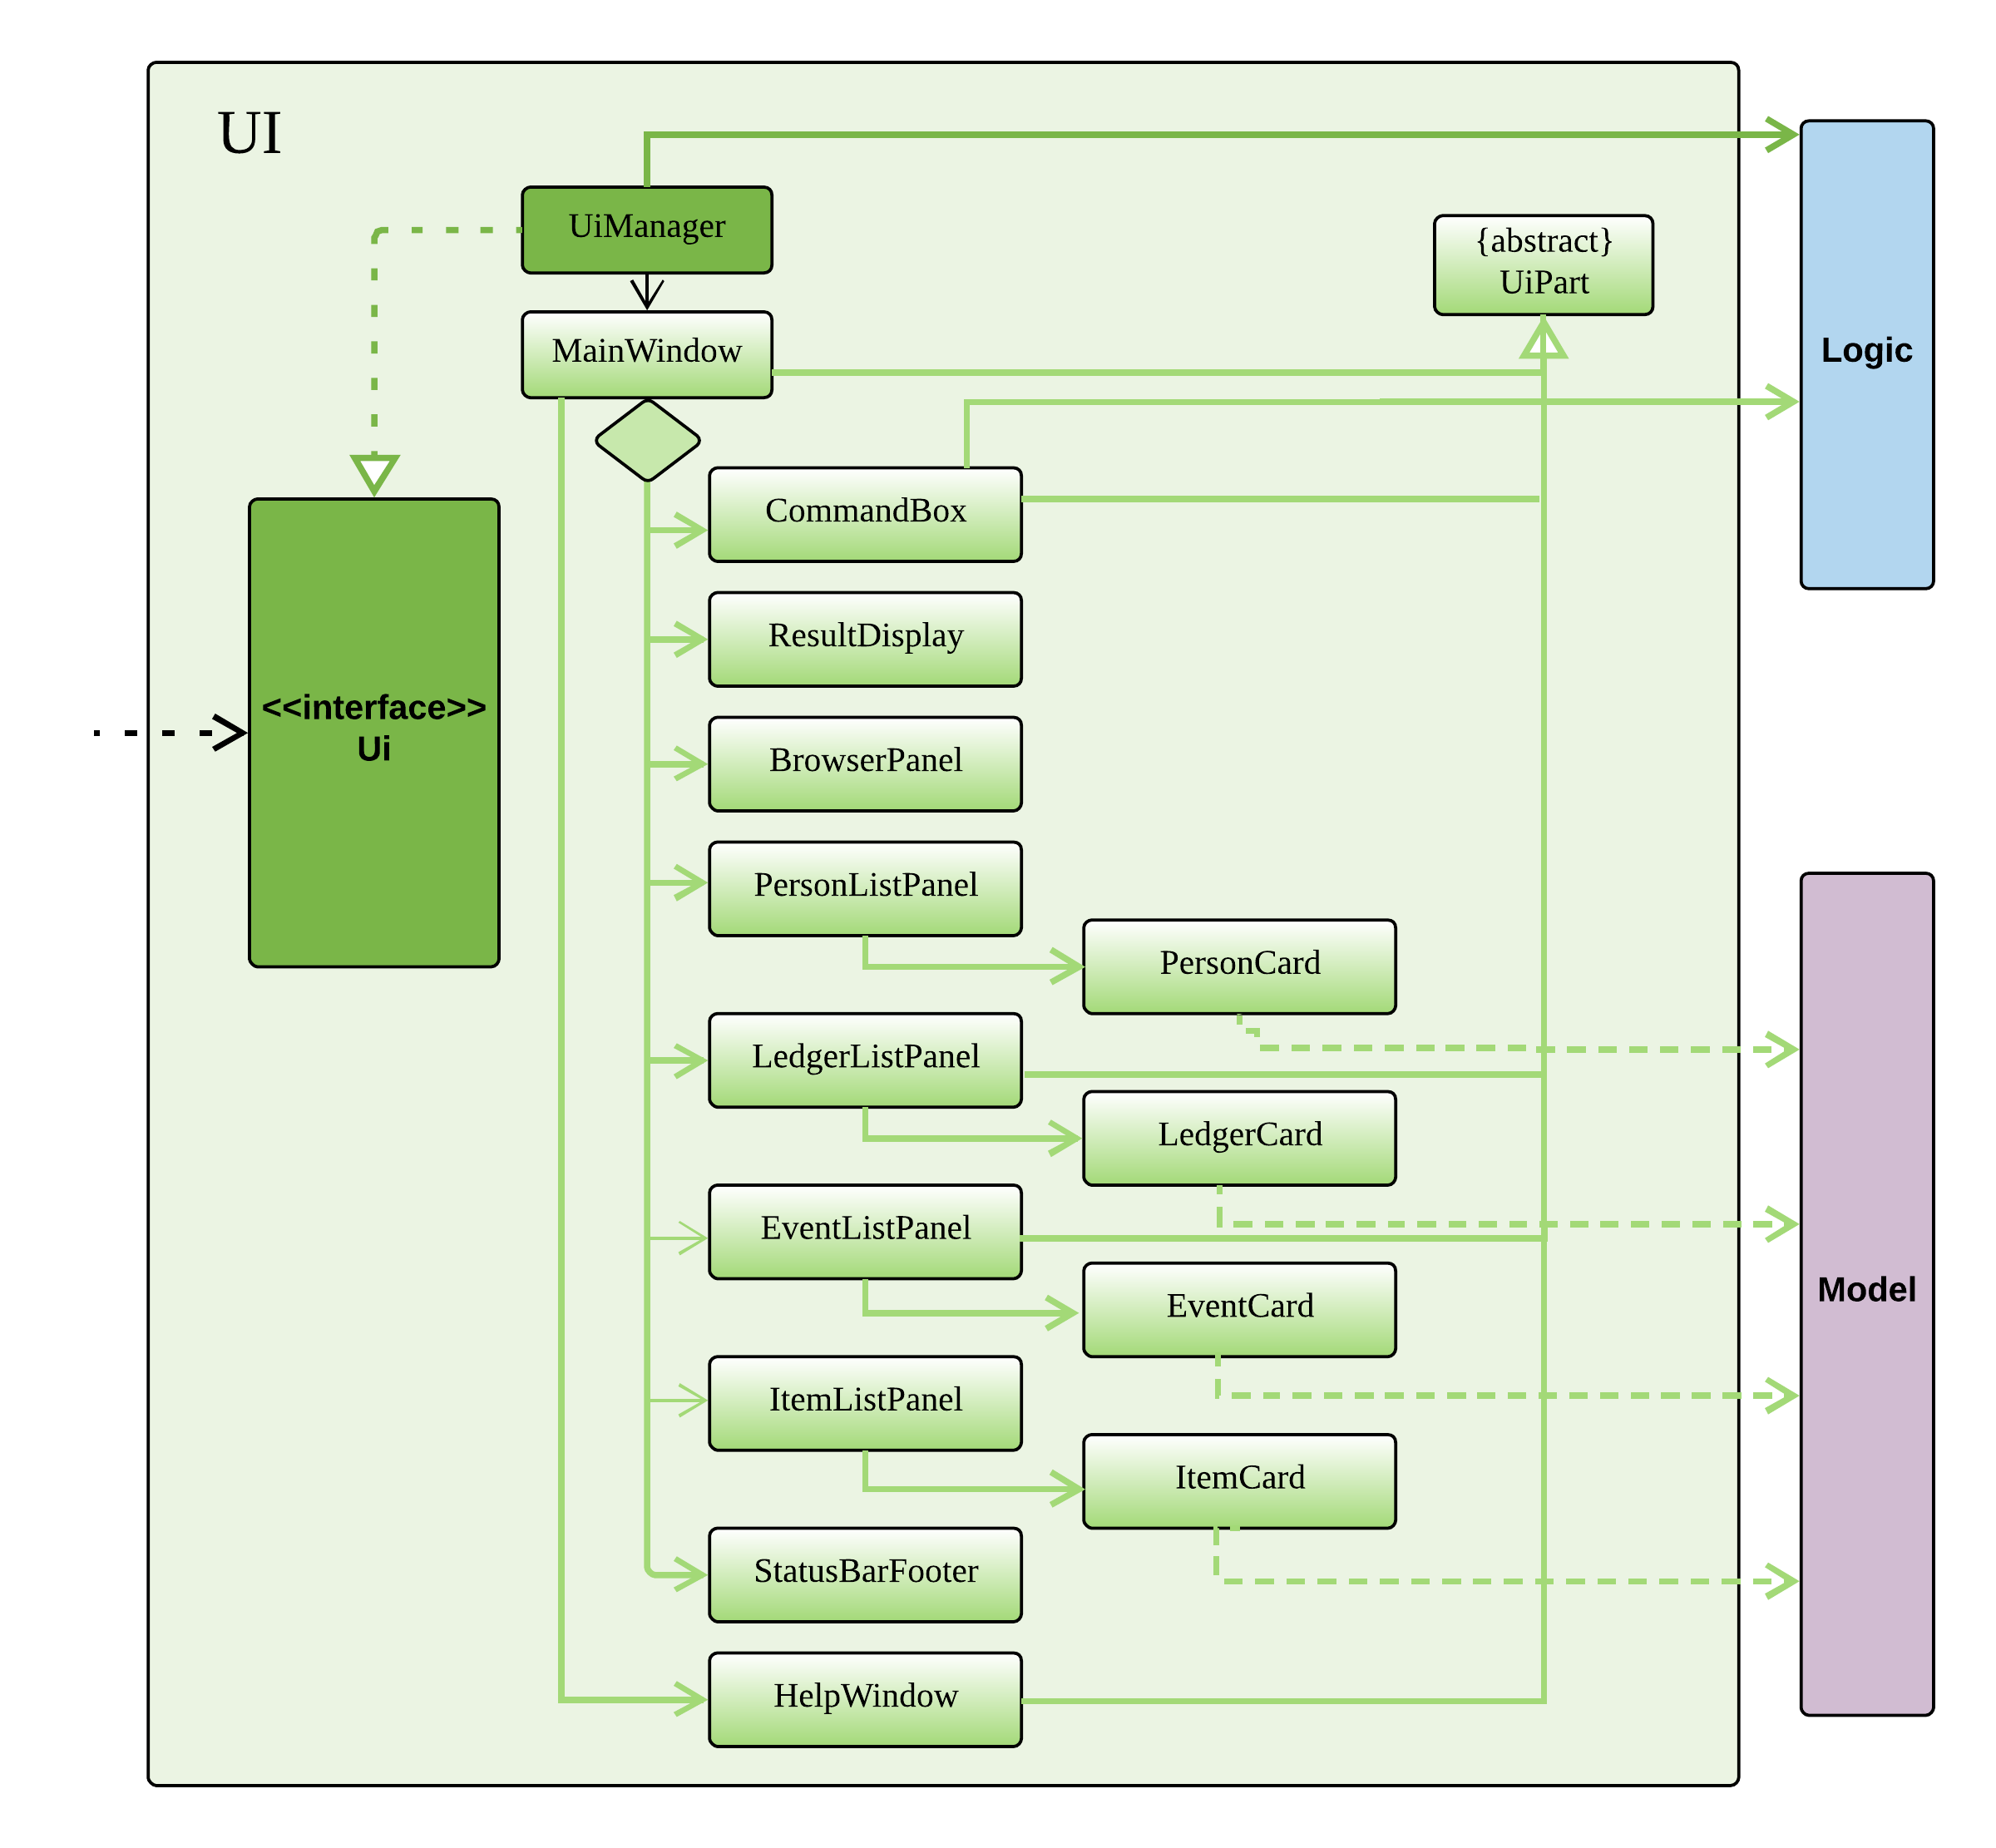 UI
UiManager
{abstract}
UiPart
MainWindow
Logic
CommandBox
ResultDisplay
<<interface>>
Ui
BrowserPanel
PersonListPanel
PersonCard
LedgerListPanel
LedgerCard
EventListPanel
EventCard
Model
ItemListPanel
ItemCard
StatusBarFooter
HelpWindow